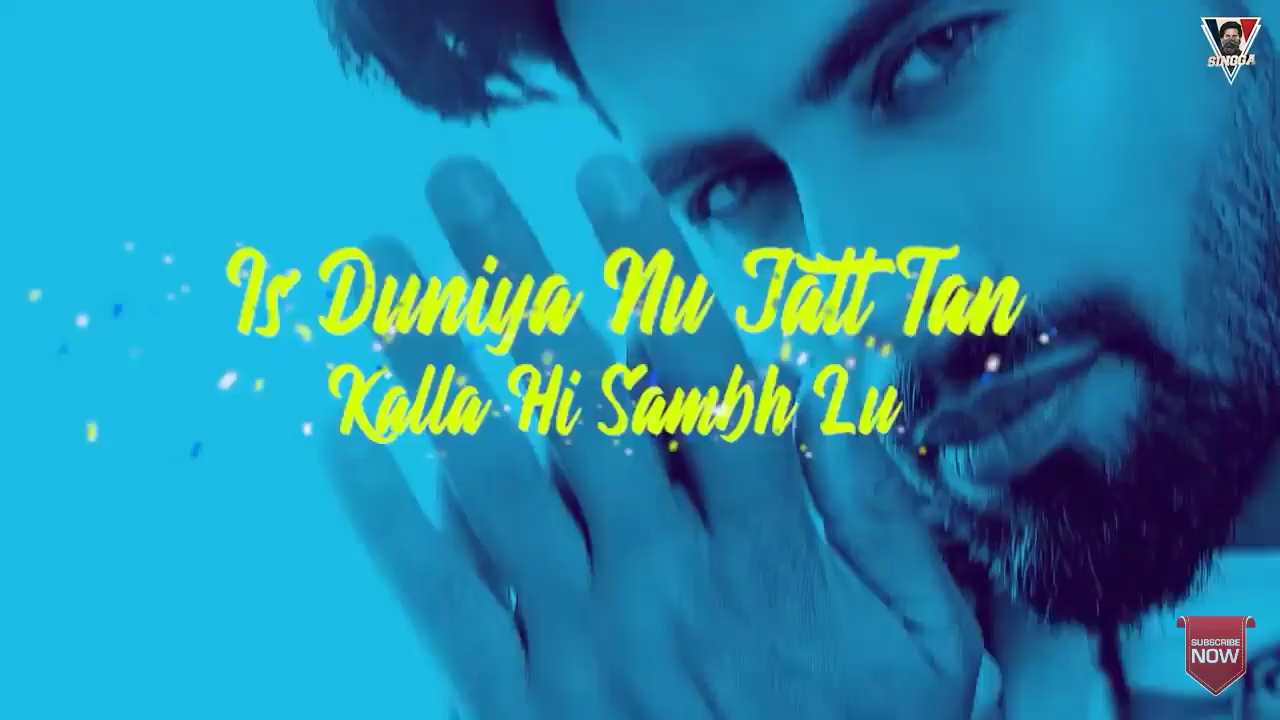 SINGGA
Is Duniya Nu Jatt Tan
Kalla Hi Sambh Lu
SUBSCRIBE
NOW